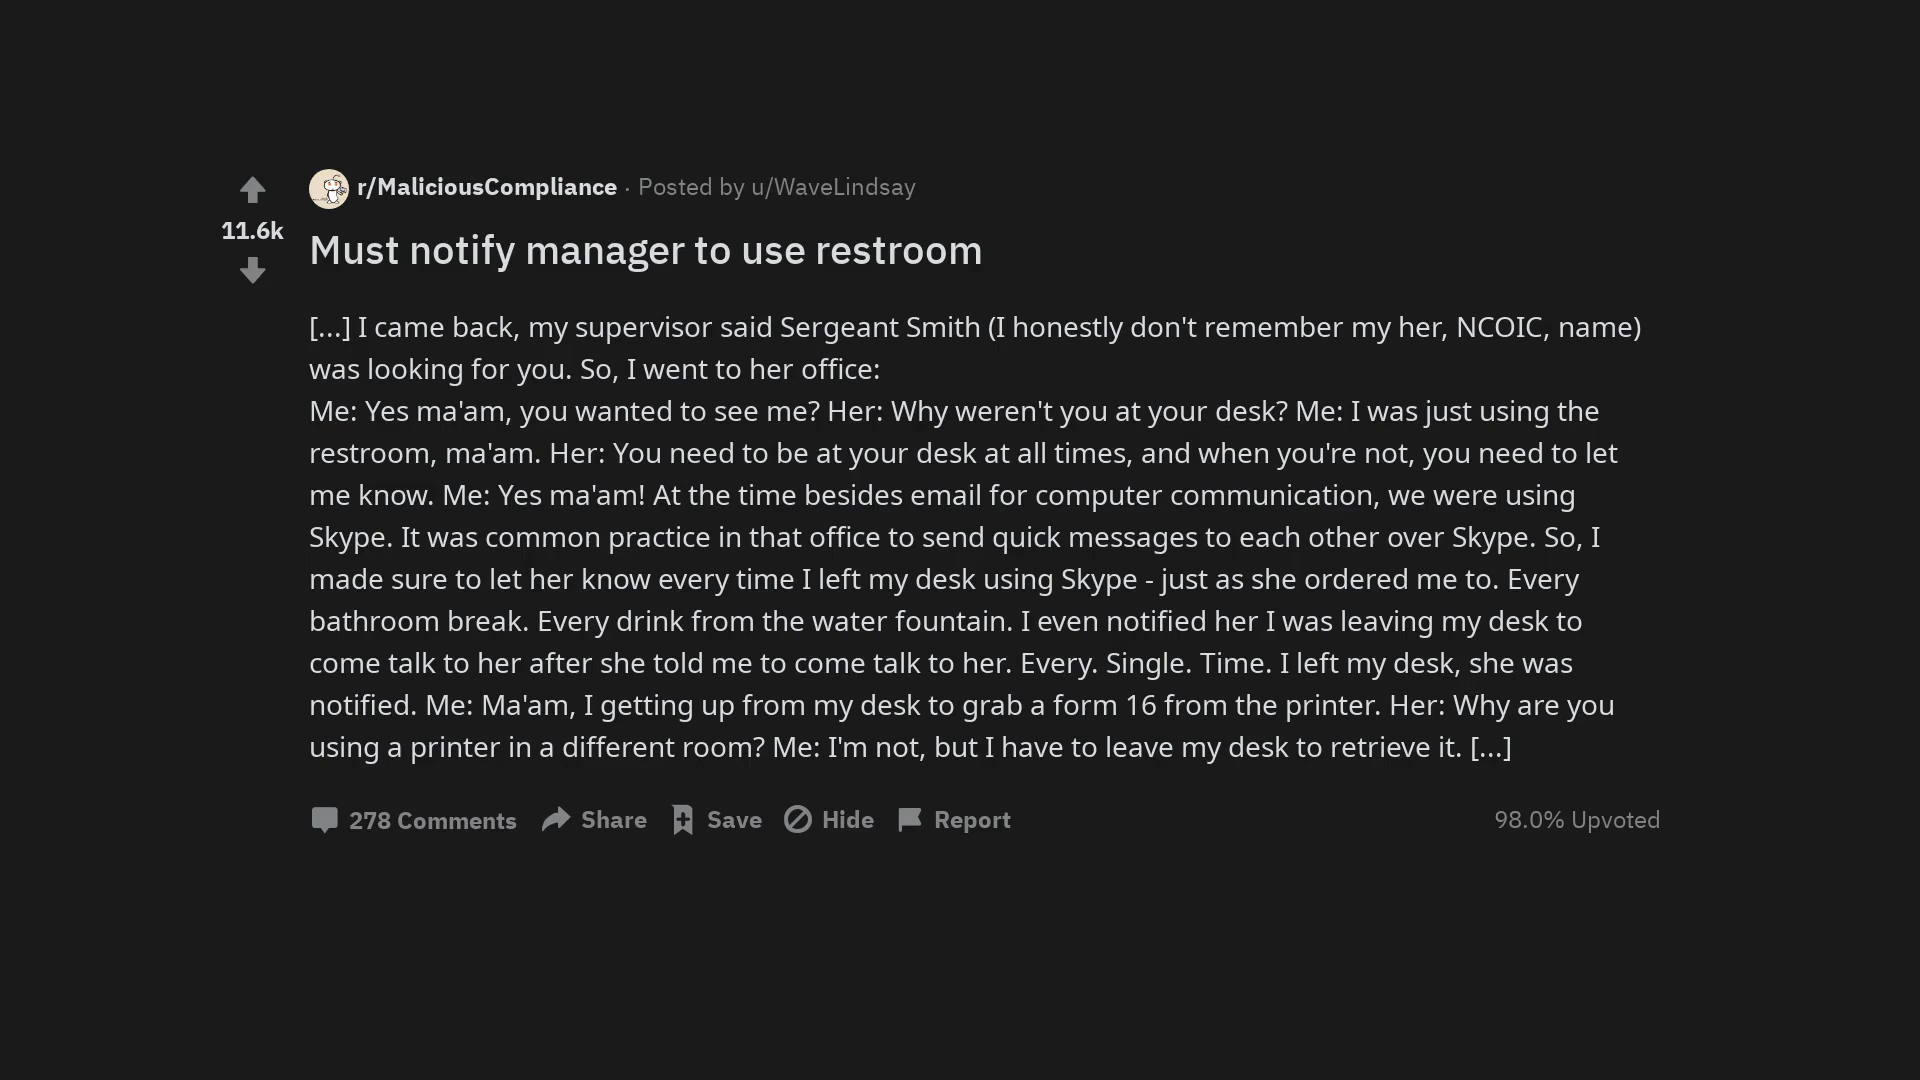 r/MaliciousCompliance · Posted by u/WaveLindsay
11.6k
Must notify manager to use restroom
[...] I came back, my supervisor said Sergeant Smith (I honestly don't remember my her, NCOIC, name)
was looking for you. So, I went to her office:
Me: Yes ma'am, you wanted to see me? Her: Why weren't you at your desk? Me: I was just using the
restroom, ma'am. Her: You need to be at your desk at all times, and when you're not, you need to let
me know. Me: Yes ma'am! At the time besides email for computer communication, we were using
Skype. It was common practice in that office to send quick messages to each other over Skype. So, I
made sure to let her know every time I left my desk using Skype - just as she ordered me to. Every
bathroom break. Every drink from the water fountain. I even notified her I was leaving my desk to
come talk to her after she told me to come talk to her. Every. Single. Time. I left my desk, she was
notified. Me: Ma'am, I getting up from my desk to grab a form 16 from the printer. Her: Why are you
using a printer in a different room? Me: I'm not, but I have to leave my desk to retrieve it. [...]
278 Comments Share Save Hide Report 98.0% Upvoted